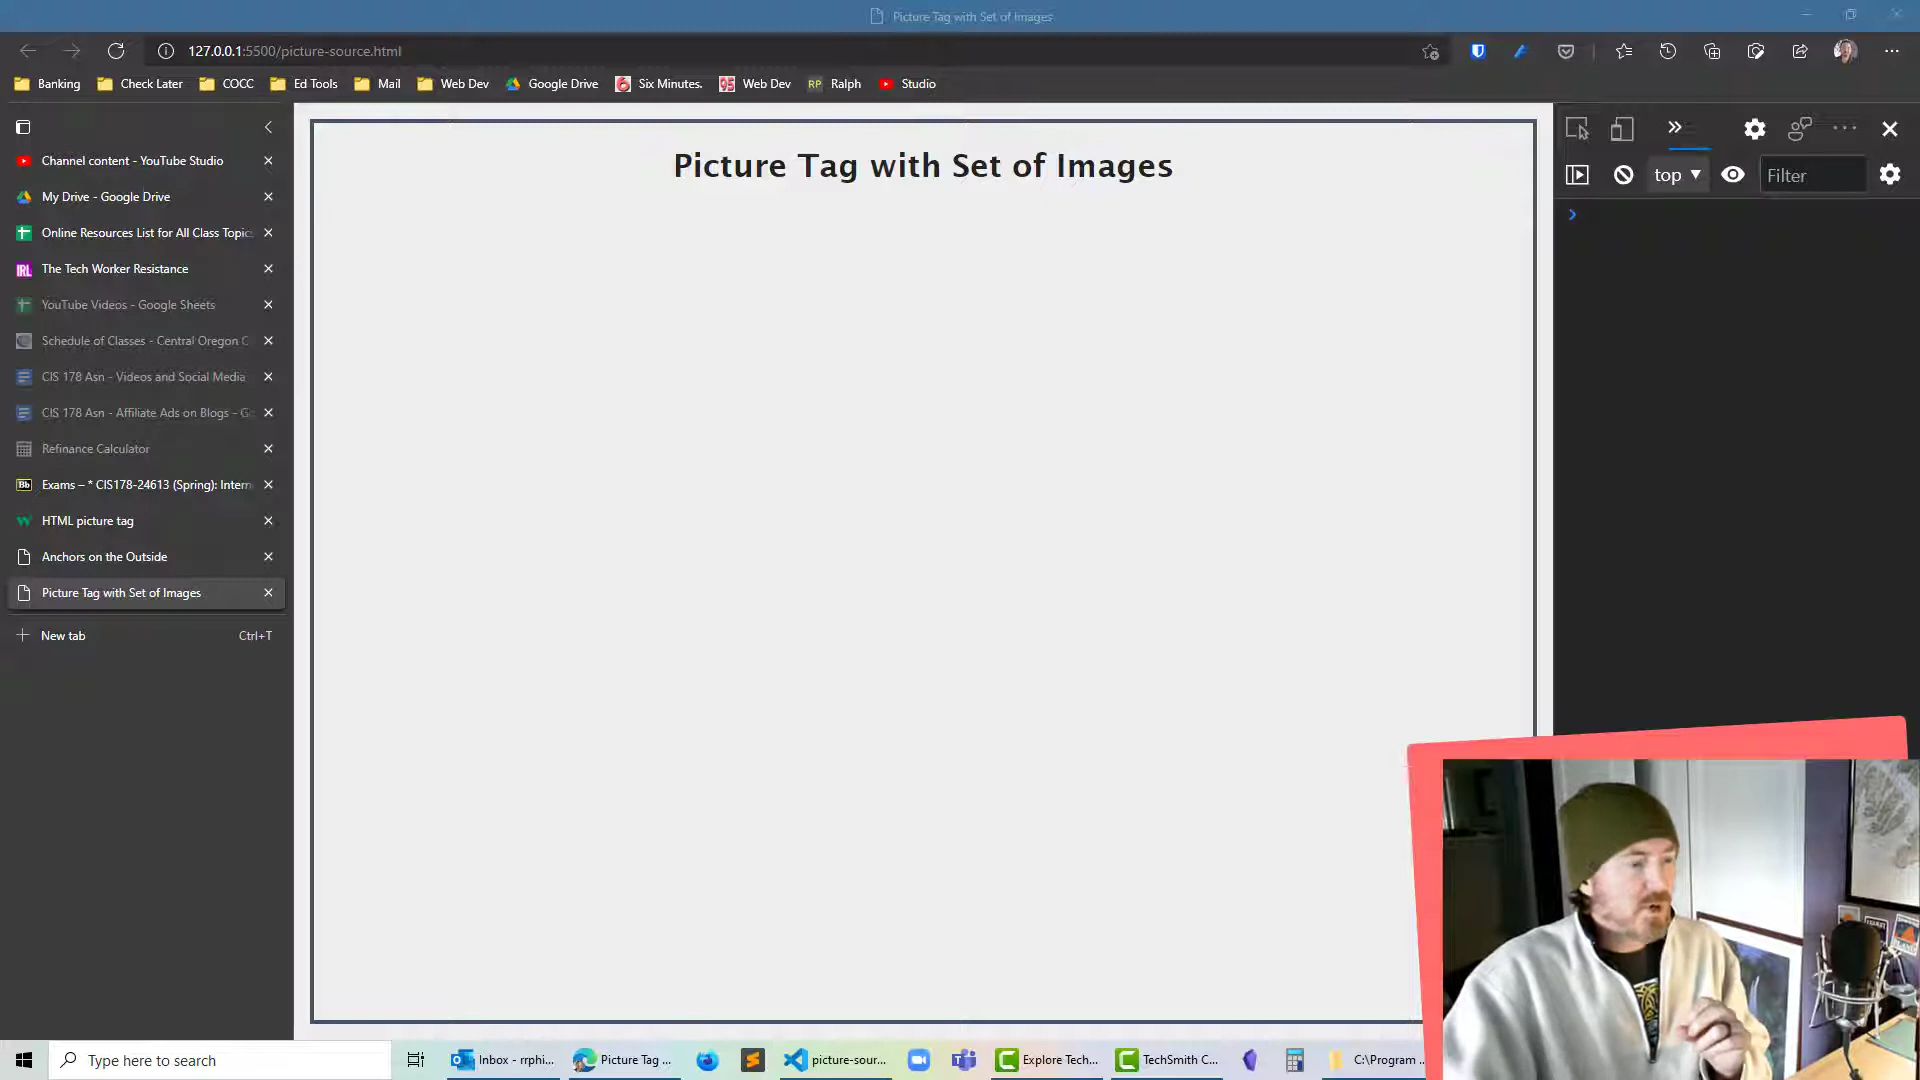 Picture Tag with Set of Images
127.0.0.1:5500/picture-source.html
Banking
Check Later
COCC
Ed Tools
Mail
Web Dev
Google Drive
Six Minutes.
Web Dev
RP
Ralph
Studio
Channel content - YouTube Studio
My Drive - Google Drive
Online Resources List for All Class Topic
IRL
The Tech Worker Resistance
YouTube Videos - Google Sheets
Schedule of Classes - Central Oregon C
CIS 178 Asn - Videos and Social Media
CIS 178 Asn - Affiliate Ads on Blogs - Go
Refinance Calculator
Bb
Exams – * CIS178-24613 (Spring): Intern
HTML picture tag
Anchors on the Outside
Picture Tag with Set of Images
New tab
Ctrl+T
Picture Tag with Set of Images
top
Filter
Type here to search
Inbox - rrphi...
Picture Tag ...
picture-sour...
Explore Tech...
TechSmith C...
C:\Program ...